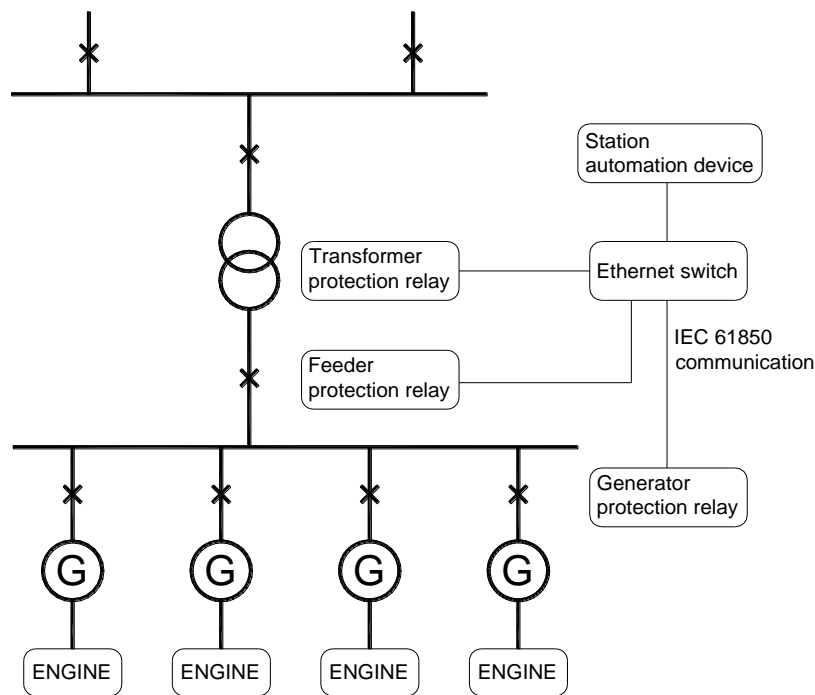 Station
automation device
Transformer
protection relay
Ethernet switch
IEC 61850
communication
Feeder
protection relay
Generator
protection relay
G
G
G
G
ENGINE
ENGINE
ENGINE
ENGINE